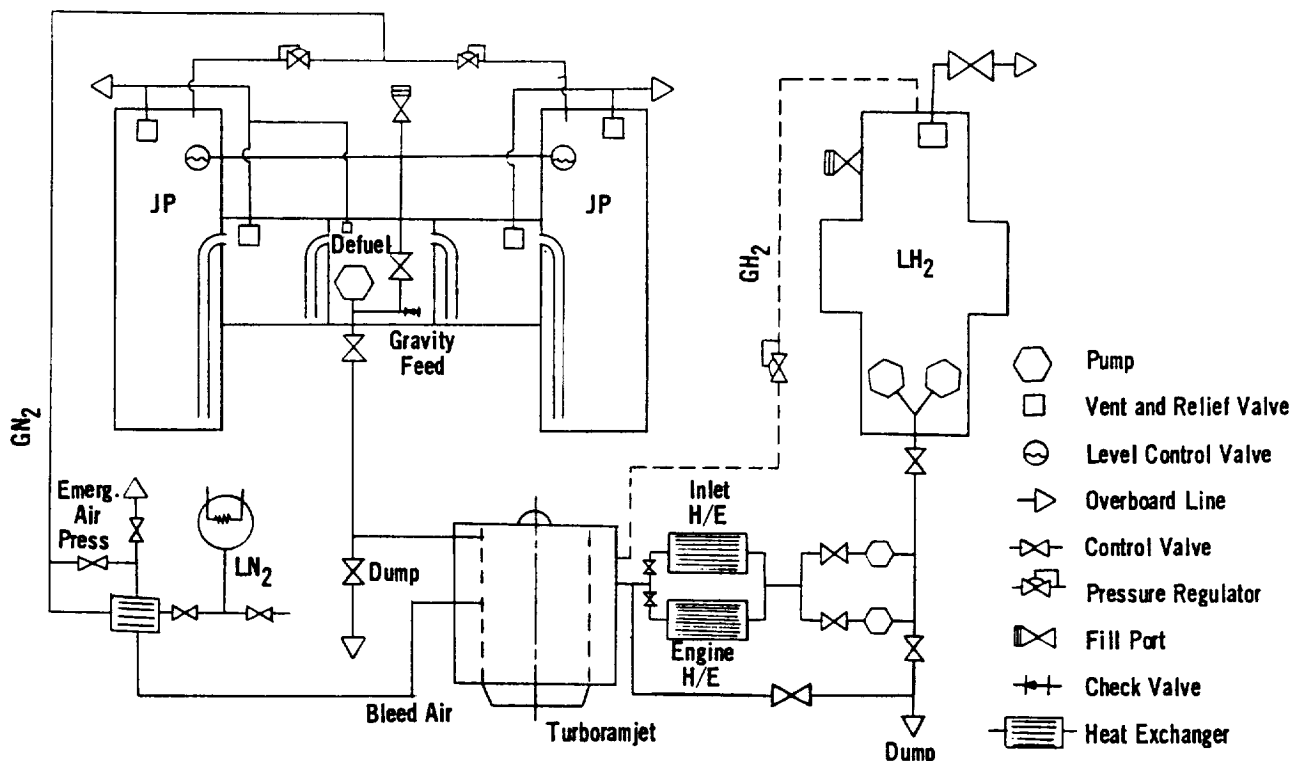 JP
JP
Defuel
Gravity
Feed
GN2
Emerg.
Air
Press
LN2
Dump
Bleed Air
Turboramjet
Inlet
H/E
Engine
H/E
GH2
LH2
Dump
Pump
Vent and Relief Valve
Level Control Valve
Overboard Line
Control Valve
Pressure Regulator
Fill Port
Check Valve
Heat Exchanger